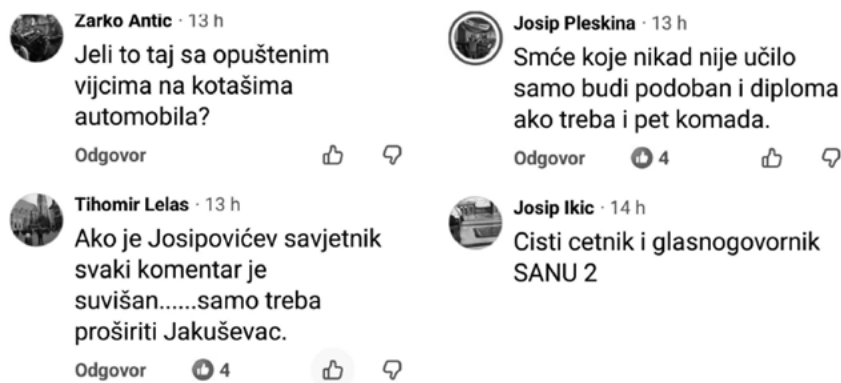 Zarko Antic · 13 h
Jeli to taj sa opuštenim
vijcima na kotašima
automobila?
Odgovor
Tihomir Lelas · 13 h
Ako je Josipovićev savjetnik
svaki komentar je
suvišan......samo treba
proširiti Jakuševac.
Odgovor 4
Josip Pleskina · 13 h
Smće koje nikad nije učilo
samo budi podoban i diploma
ako treba i pet komada.
Odgovor 4
Josip Ikic · 14 h
Cisti cetnik i glasnogovornik
SANU 2